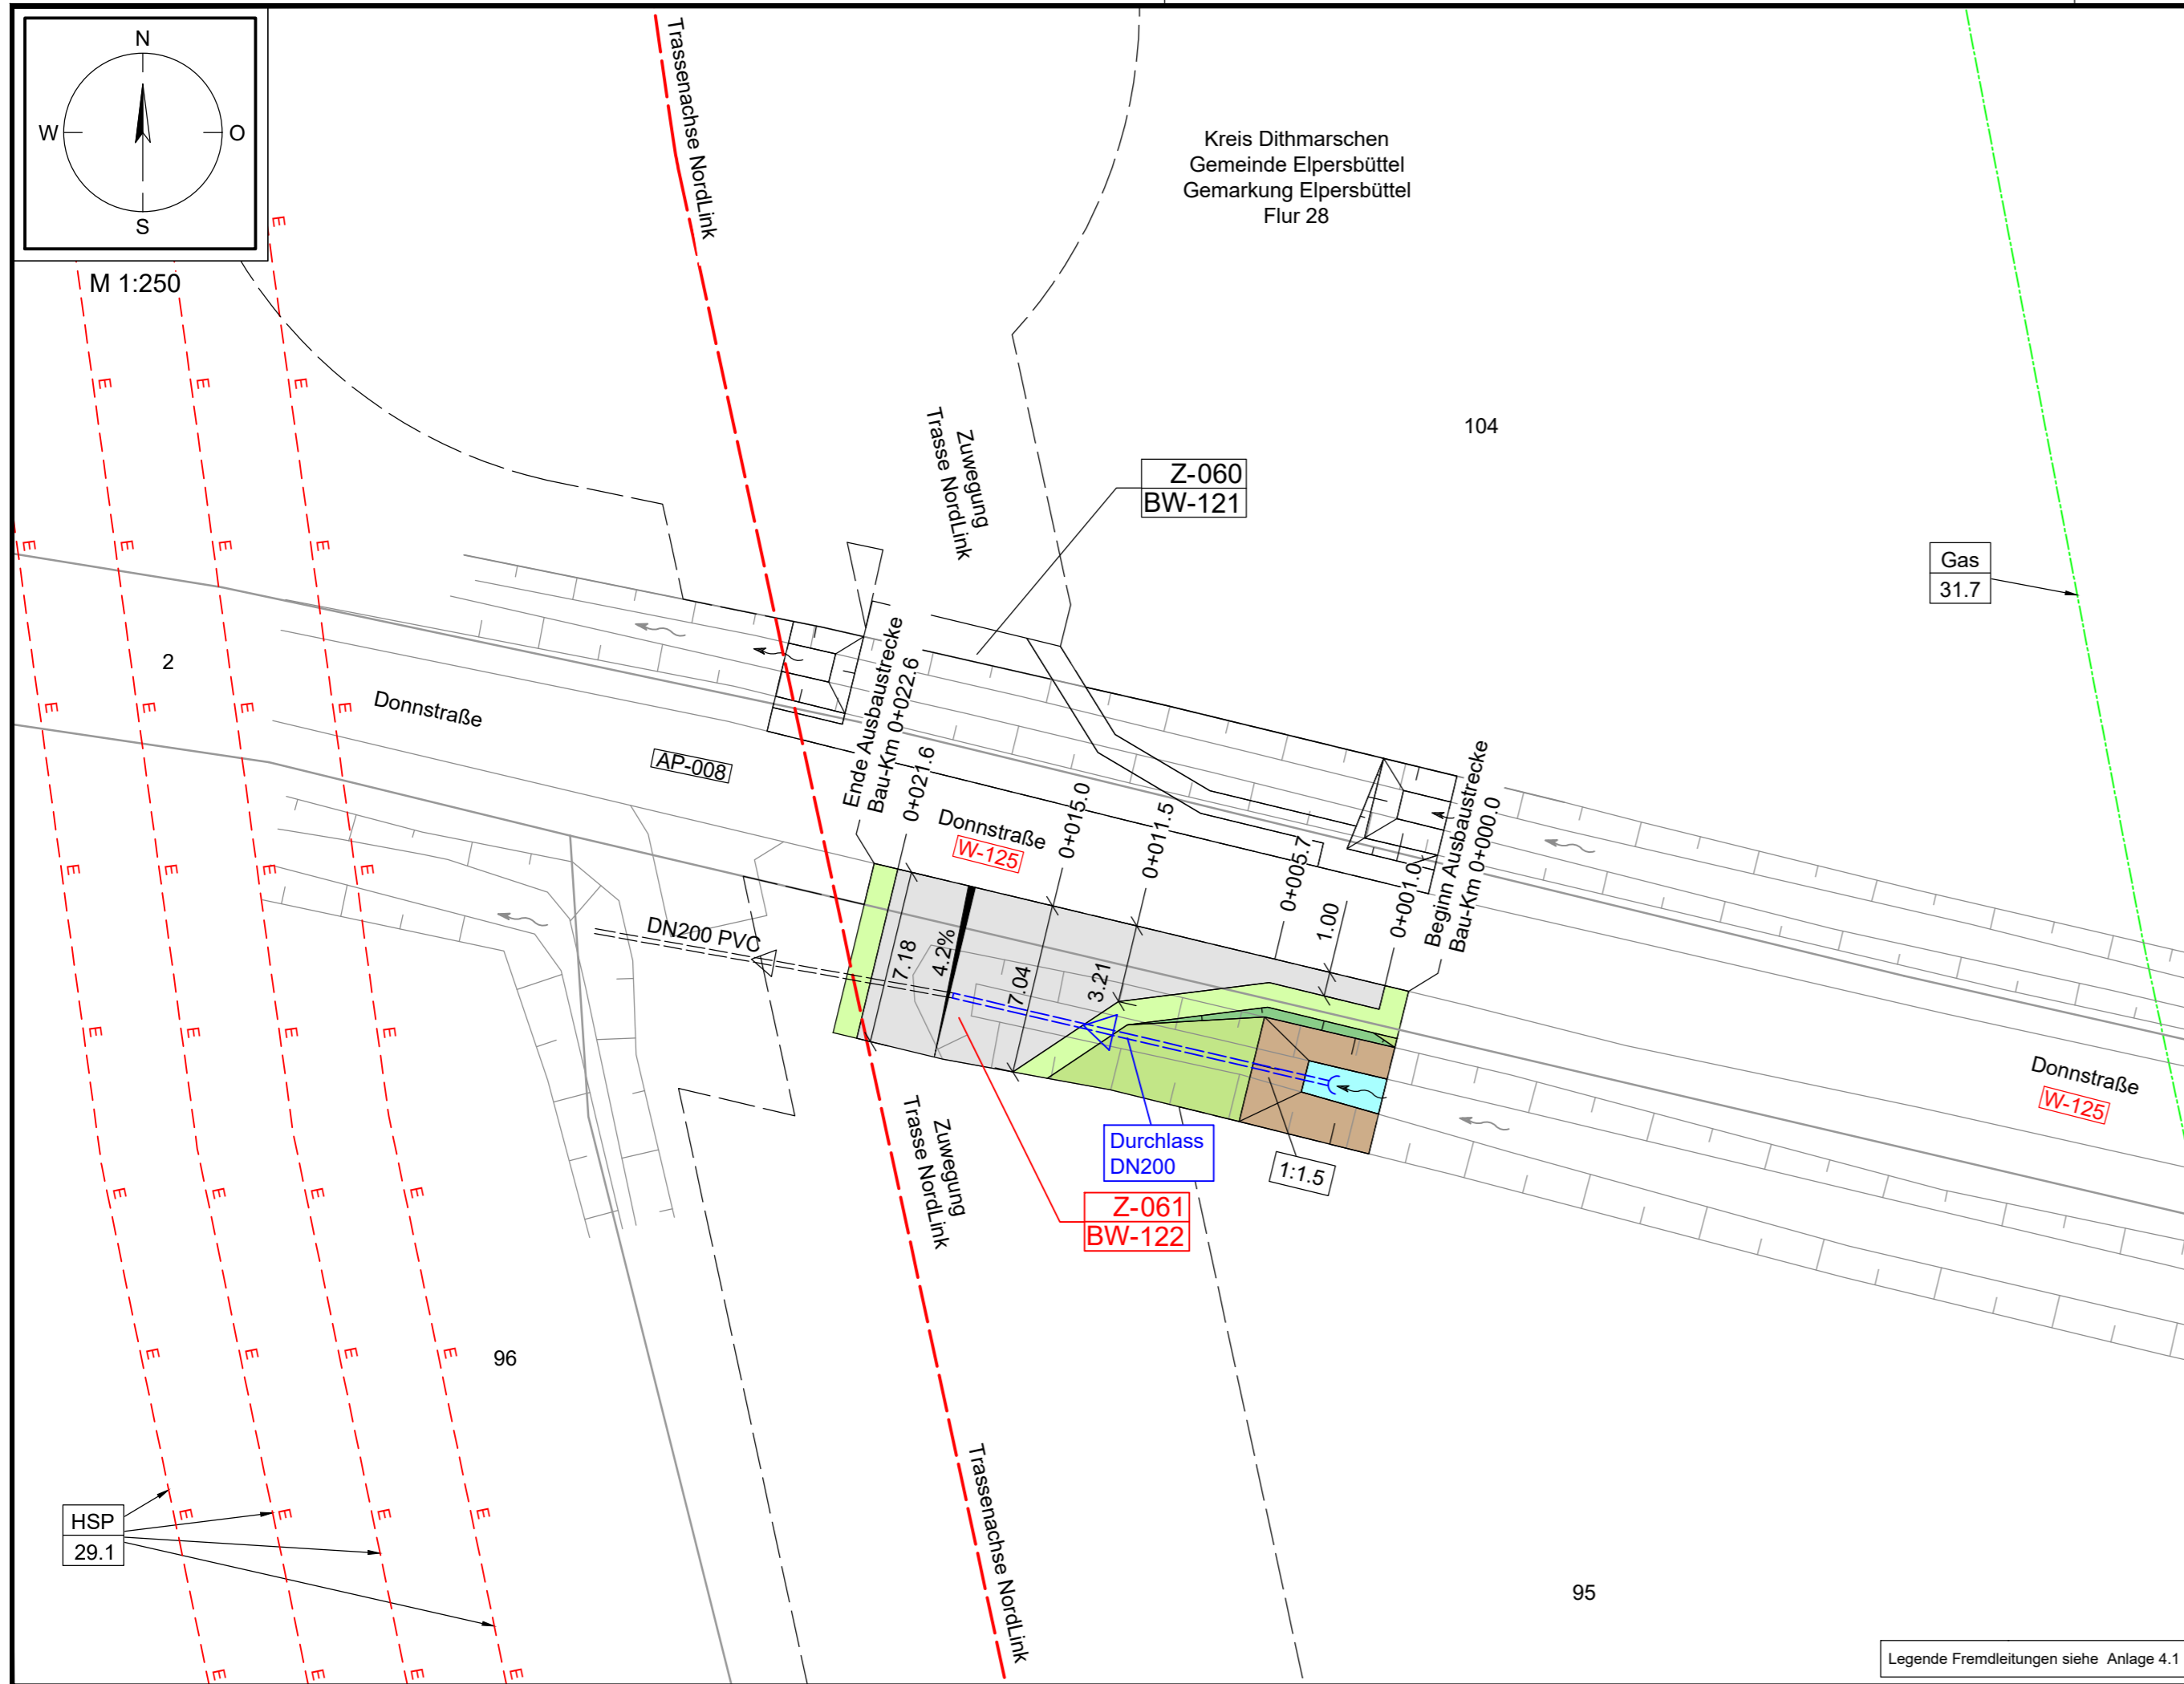 N
W
O
S
M 1:250
Trassenachse NordLink
Kreis Dithmarschen
Gemeinde Elpersbüttel
Gemarkung Elpersbüttel
Flur 28
E
E
E
E
104
Zuwegung
Trasse NordLink
Z-060
BW-121
E
E
E
E
Gas
31.7
2
Donnstraße
E
E
E
E
AP-008
Ende Ausbaustrecke
Bau-Km 0+022.6
0+021.6
Donnstraße
W-125
0+015.0
0+011.5
0+005.7
1.00
0+001.0
Beginn Ausbaustrecke
Bau-Km 0+000.0
E
E
E
E
DN200 PVC
7.18
4.2%
7.04
3.21
E
E
E
E
Donnstraße
W-125
Durchlass
DN200
1:1.5
Zuwegung
Trasse NordLink
Z-061
BW-122
E
E
E
E
96
E
E
E
E
HSP
29.1
E
E
E
E
Trassenachse NordLink
95
E
E
E
E
Legende Fremdleitungen siehe Anlage 4.1